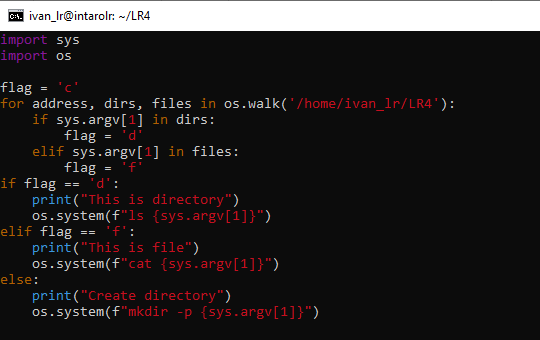 ivan_lr@intarolr: ~/LR4
import sys
import os
flag = 'c'
for address, dirs, files in os.walk('/home/ivan_lr/LR4'):
    if sys.argv[1] in dirs:
        flag = 'd'
    elif sys.argv[1] in files:
        flag = 'f'
if flag == 'd':
    print("This is directory")
    os.system(f"ls {sys.argv[1]}")
elif flag == 'f':
    print("This is file")
    os.system(f"cat {sys.argv[1]}")
else:
    print("Create directory")
    os.system(f"mkdir -p {sys.argv[1]}")